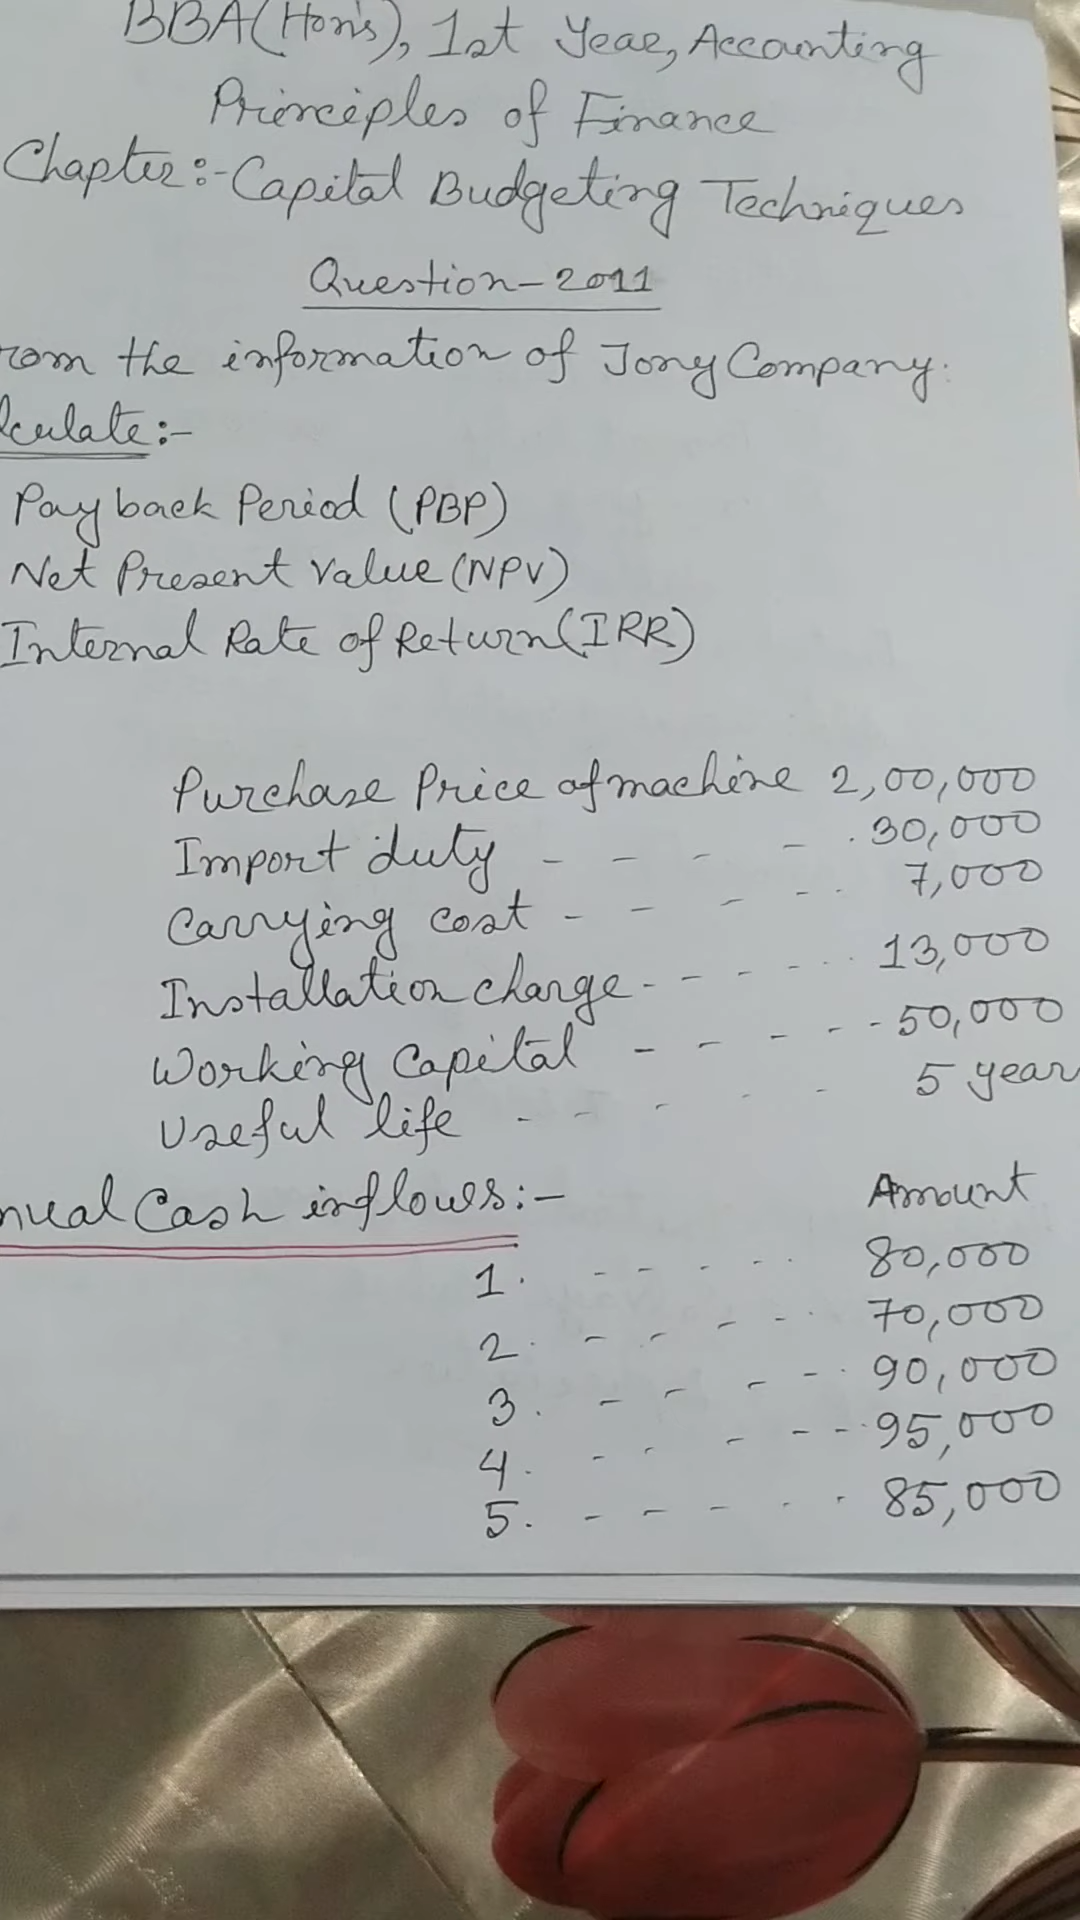 BBA(Hon's), 1st Year, Accounting
Principles of Finance
Chapter:- Capital Budgeting Techniques
Question-2011
rom the information of Jony Company.
lculate:-
Pay back Period (PBP)
Net Present Value (NPV)
Internal Rate of Return (IRR)
Purchase Price of machine 2,00,000
Import duty - - - - . 30,000
Carrying cost - - - - - . 7,000
Installation charge - - - - . . . 13,000
Working Capital - - - - - 50,000
Useful life - - - - - 5 year
nual Cash inflows:- Amount
1. - - - - . 80,000
2. - - - - . 70,000
3. - - - - . 90,000
4. - - - - - . 95,000
5. - - - - . . 85,000